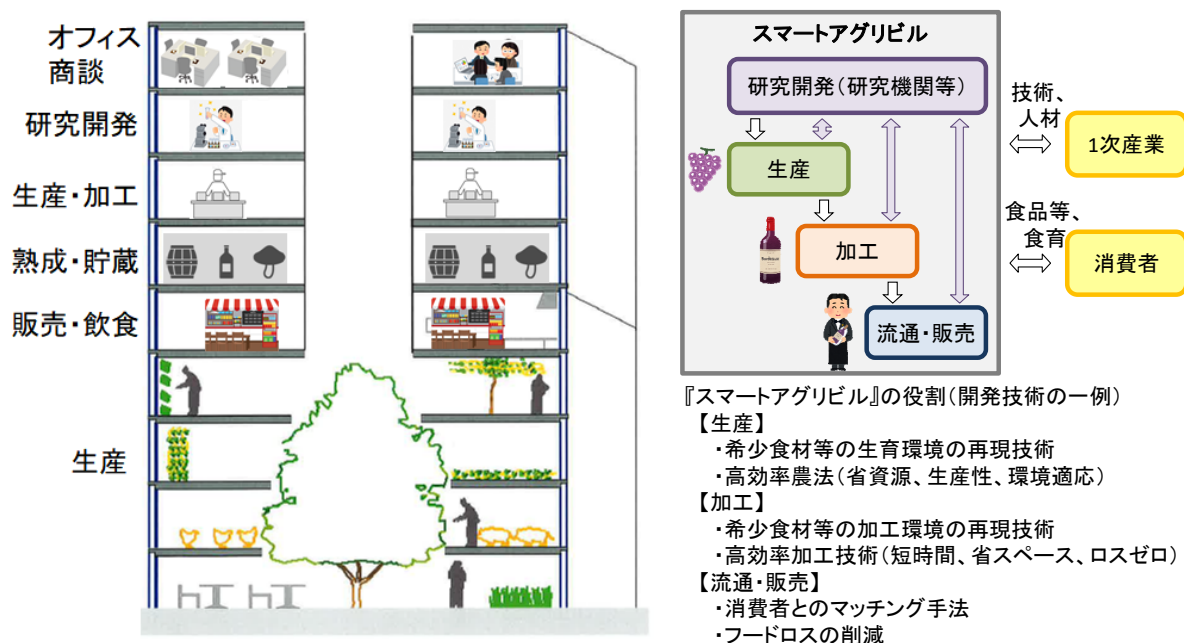 オフィス
商談
研究開発
生産・加工
熟成・貯蔵
販売・飲食
生産
スマートアグリビル
研究開発(研究機関等)
生産
加工
流通・販売
技術、
人材
1次産業
食品等、
食育
消費者
『スマートアグリビル』の役割(開発技術の一例)
【生産】
・希少食材等の生育環境の再現技術
・高効率農法(省資源、生産性、環境適応)
【加工】
・希少食材等の加工環境の再現技術
・高効率加工技術(短時間、省スペース、ロスゼロ)
【流通・販売】
・消費者とのマッチング手法
・フードロスの削減